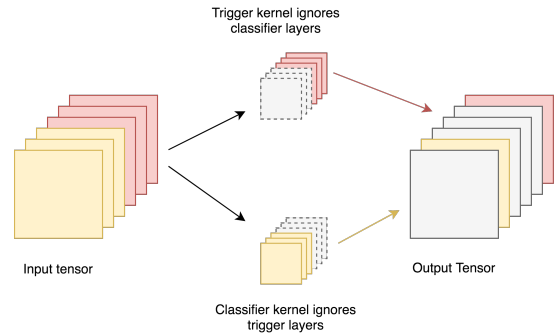 Trigger kernel ignores
classifier layers
Input tensor
Output Tensor
Classifier kernel ignores
trigger layers